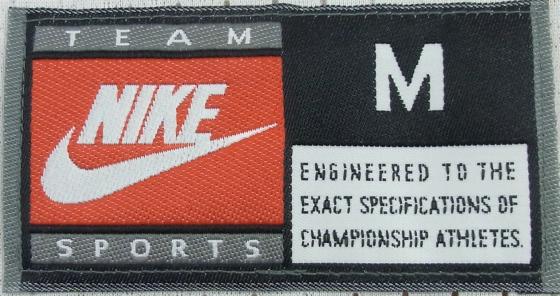 TEAM
NIKE
SPORTS
M
ENGINEERED TO THE
EXACT SPECIFICATIONS OF
CHAMPIONSHIP ATHLETES.